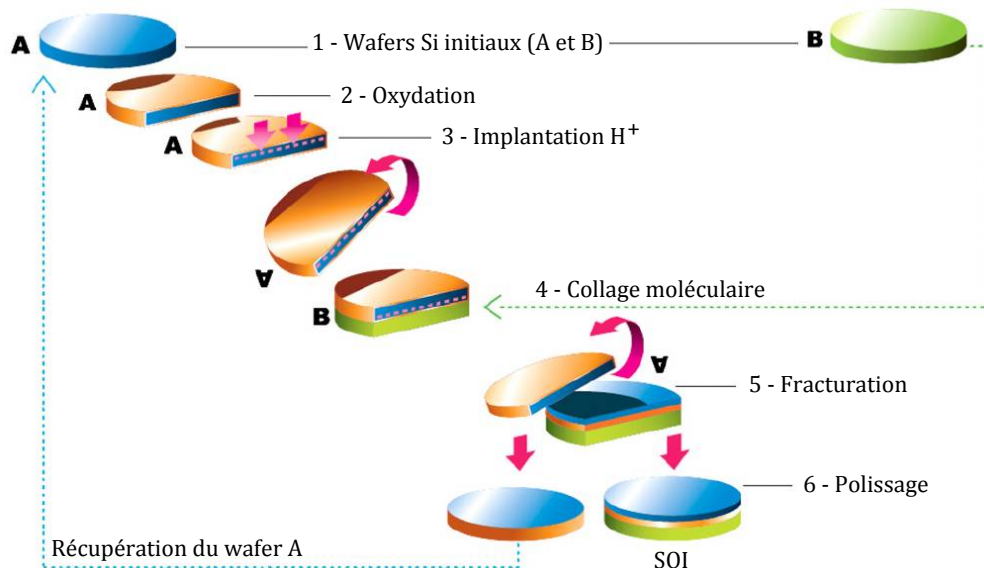 A
1 - Wafers Si initiaux (A et B)
B
A
2 - Oxydation
A
3 - Implantation H+
A
4 - Collage moléculaire
B
A
5 - Fracturation
6 - Polissage
Récupération du wafer A
SOI